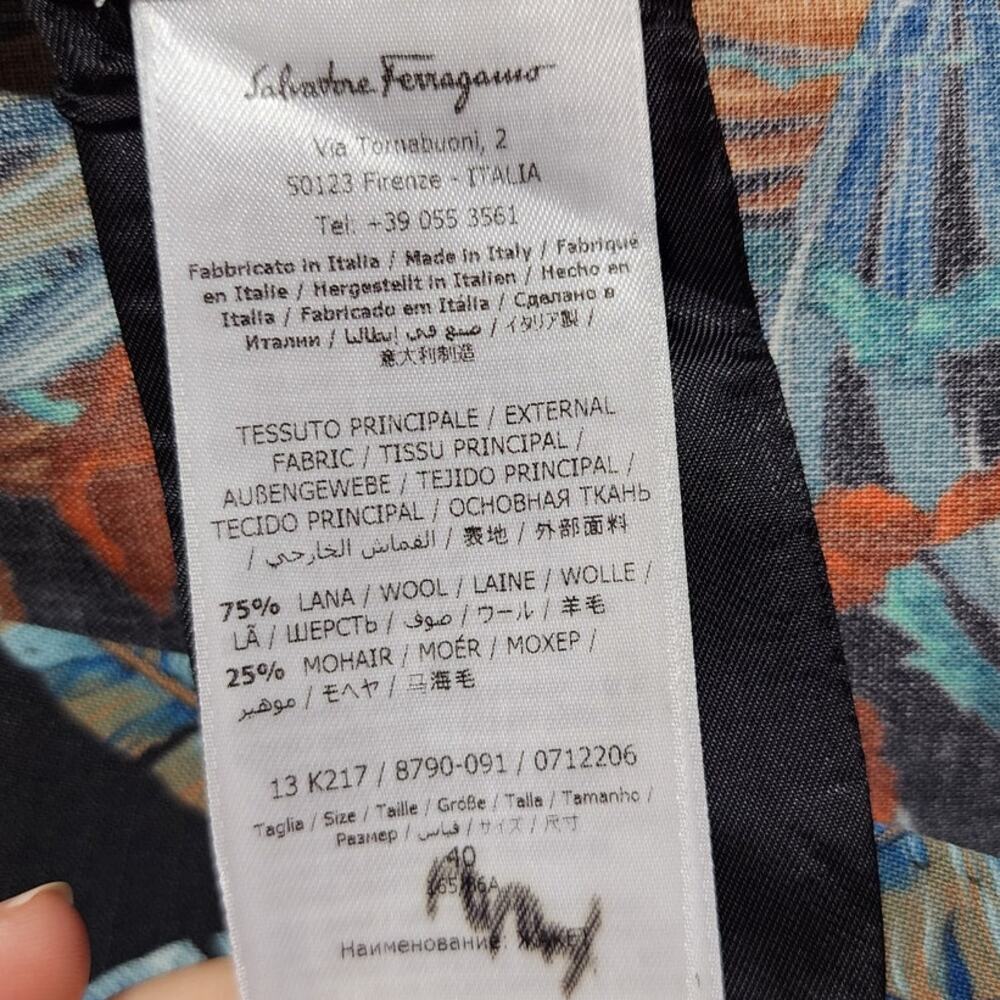 Salvatore Ferragamo
Via Tornabuoni, 2
50123 Firenze - ITALIA
Tel: +39 055 3561
Fabbricato in Italia / Made in Italy / Fabriqué
en Italie / Hergestellt in Italien / Hecho en
Italia / Fabricado em Itália / Сделано в
Италии / صنع في إيطاليا / イタリア製 /
意大利制造
TESSUTO PRINCIPALE / EXTERNAL
FABRIC / TISSU PRINCIPAL /
AUßENGEWEBE / TEJIDO PRINCIPAL /
TECIDO PRINCIPAL / ОСНОВНАЯ ТКАНЬ
/ القماش الخارجي / 表地 / 外部面料
75% LANA / WOOL / LAINE / WOLLE /
LÃ / ШЕРСТЬ / صوف / ウール / 羊毛
25% MOHAIR / MOÉR / МОХЕР /
موهير / モヘヤ / 马海毛
13 K217 / 8790-091 / 0712206
Taglia / Size / Taille / Größe / Talla / Tamanho /
Размер / قياس / サイズ / 尺寸
40
Наименование: